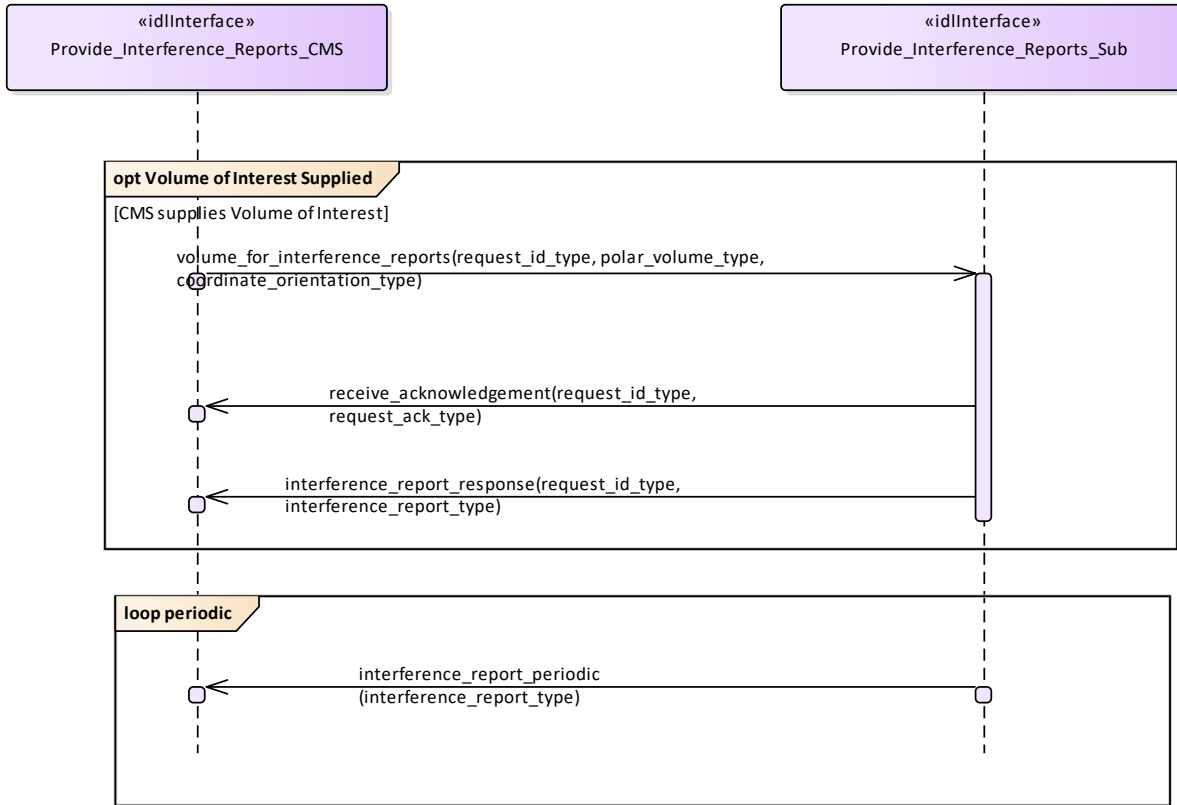 «idlInterface»
Provide_Interference_Reports_CMS
«idlInterface»
Provide_Interference_Reports_Sub
opt Volume of Interest Supplied
[CMS supplies Volume of Interest]
volume_for_interference_reports(request_id_type, polar_volume_type,
coordinate_orientation_type)
receive_acknowledgement(request_id_type,
request_ack_type)
interference_report_response(request_id_type,
interference_report_type)
loop periodic
interference_report_periodic
(interference_report_type)